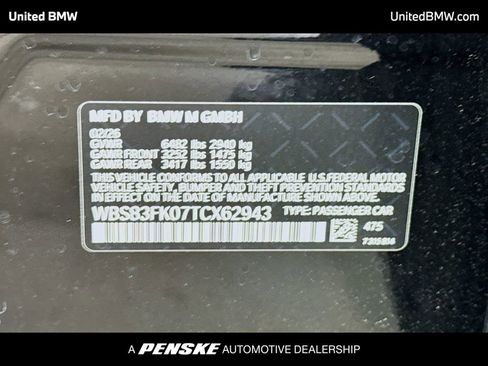 United BMW
UnitedBMW.com
MFD BY BMW M GMBH
02/26
GVWR 6482 lbs 2940 kg
GAWR FRONT 3252 lbs 1475 kg
GAWR REAR 3417 lbs 1550 kg
THIS VEHICLE CONFORMS TO ALL APPLICABLE U.S. FEDERAL MOTOR
VEHICLE SAFETY, BUMPER AND THEFT PREVENTION STANDARDS
IN EFFECT ON THE DATE OF MANUFACTURE SHOWN ABOVE.
WBS83FK07TCX62943 TYPE: PASSENGER CAR
475
A PENSKE AUTOMOTIVE DEALERSHIP